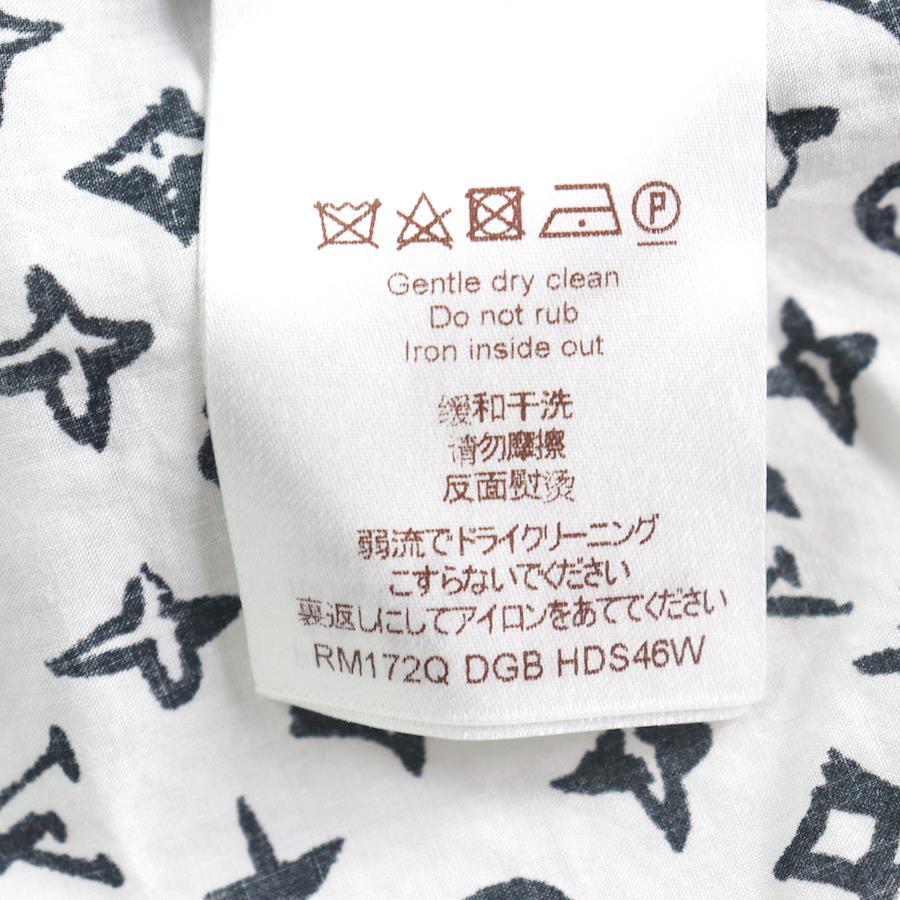 P
Gentle dry clean
Do not rub
Iron inside out
缓和干洗
请勿摩擦
反面熨烫
弱流でドライクリーニング
こすらないでください
裏返しにしてアイロンをあててください
RM172Q DGB HDS46W